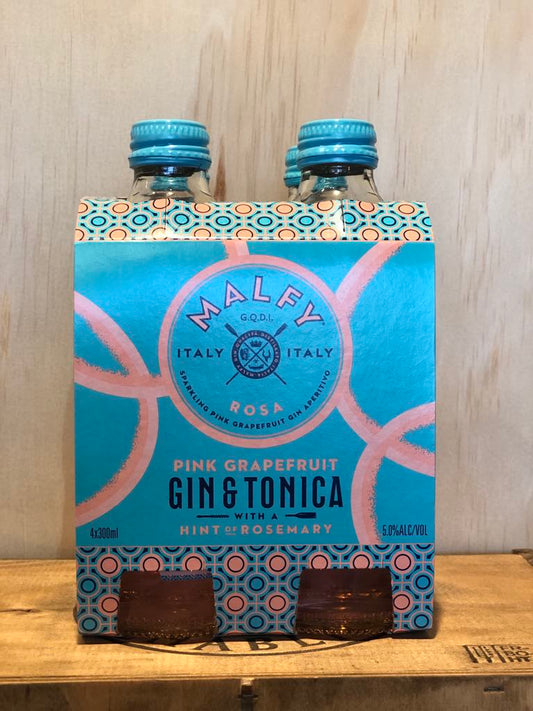 MALFY
G.Q.D.I.
ITALY ITALY
ROSA
SPARKLING PINK GRAPEFRUIT GIN APERITIVO
PINK GRAPEFRUIT
GIN & TONICA
WITH A
HINT OF ROSEMARY
4x300ml
5.0%ALC/VOL